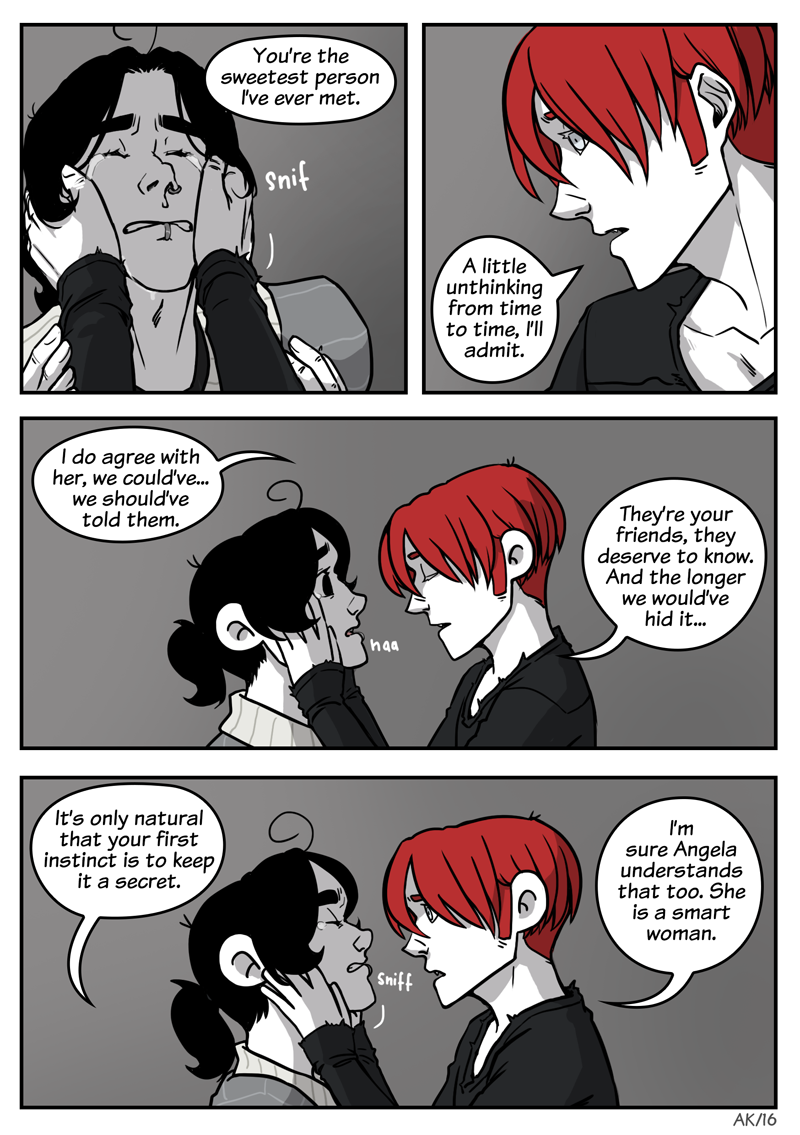 You're the
sweetest person
I've ever met.
snif
A little
unthinking
from time
to time, I'll
admit.
I do agree with
her, we could've...
we should've
told them.
They're your
friends, they
deserve to know.
And the longer
we would've
hid it...
haa
It's only natural
that your first
instinct is to keep
it a secret.
I'm
sure Angela
understands
that too. She
is a smart
woman.
sniff
AK/16